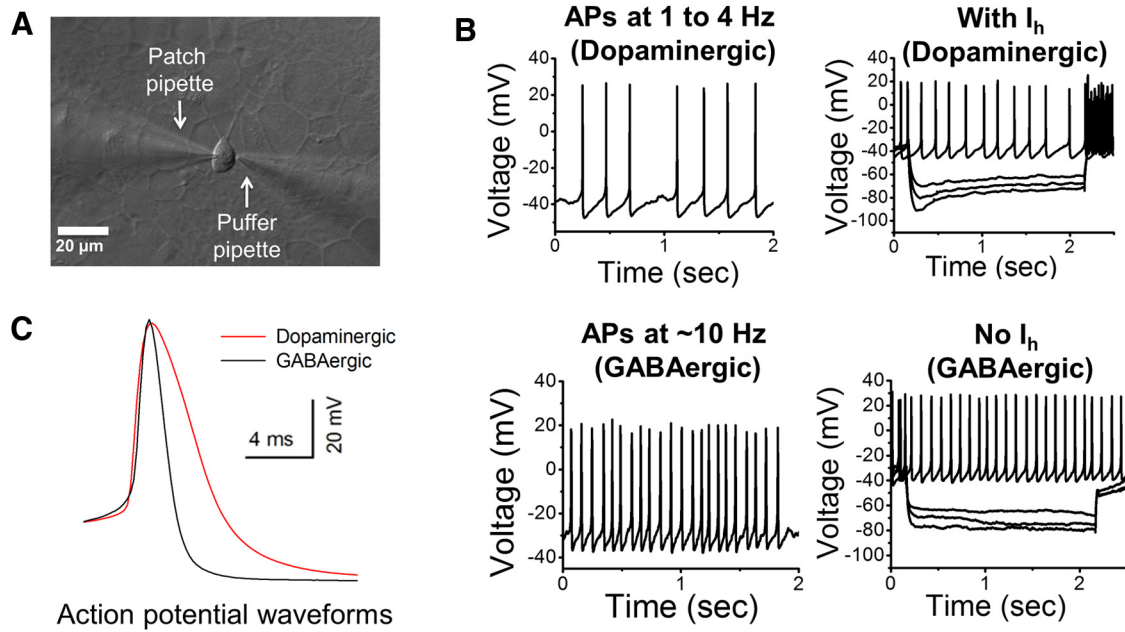 A
Patch
pipette
Puffer
pipette
20 µm
B
APs at 1 to 4 Hz
(Dopaminergic)
Voltage (mV)
40
20
0
-20
-40
0
1
2
Time (sec)
With Ih
(Dopaminergic)
Voltage (mV)
40
20
0
-20
-40
-60
-80
-100
0
1
2
Time (sec)
C
Dopaminergic
GABAergic
4 ms
20 mV
Action potential waveforms
APs at ~10 Hz
(GABAergic)
Voltage (mV)
40
20
0
-20
-40
0
1
2
Time (sec)
No Ih
(GABAergic)
Voltage (mV)
40
20
0
-20
-40
-60
-80
-100
0
1
2
Time (sec)